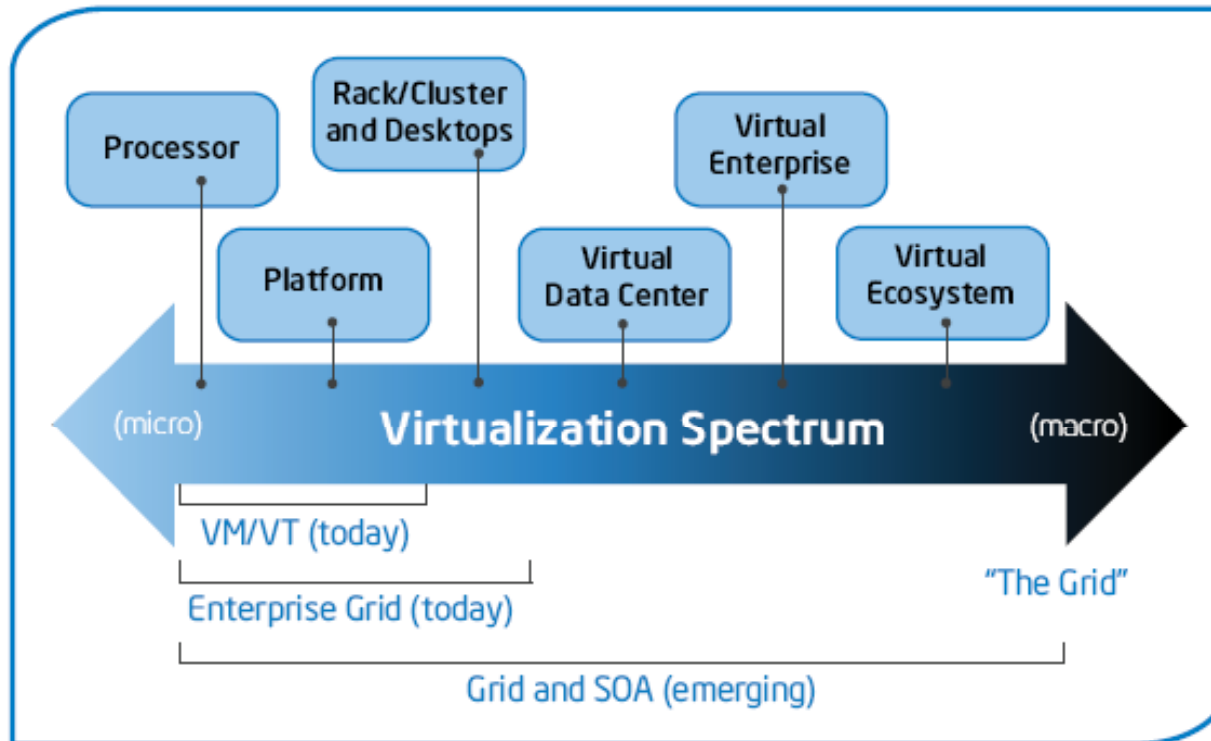 Processor
Rack/Cluster
and Desktops
Virtual
Enterprise
Platform
Virtual
Data Center
Virtual
Ecosystem
(micro)
Virtualization Spectrum
(macro)
VM/VT (today)
Enterprise Grid (today)
“The Grid”
Grid and SOA (emerging)